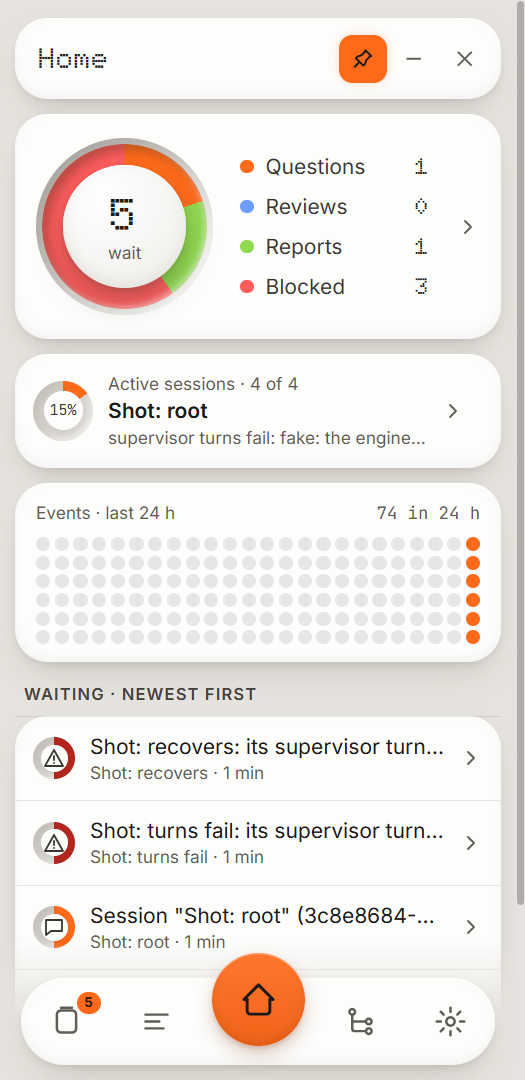 Home
5
wait
Questions 1
Reviews 0
Reports 1
Blocked 3
15%
Active sessions · 4 of 4
Shot: root
supervisor turns fail: fake: the engine...
Events · last 24 h 74 in 24 h
WAITING · NEWEST FIRST
Shot: recovers: its supervisor turn...
Shot: recovers · 1 min
Shot: turns fail: its supervisor turn...
Shot: turns fail · 1 min
Session "Shot: root" (3c8e8684-...
Shot: root · 1 min
5